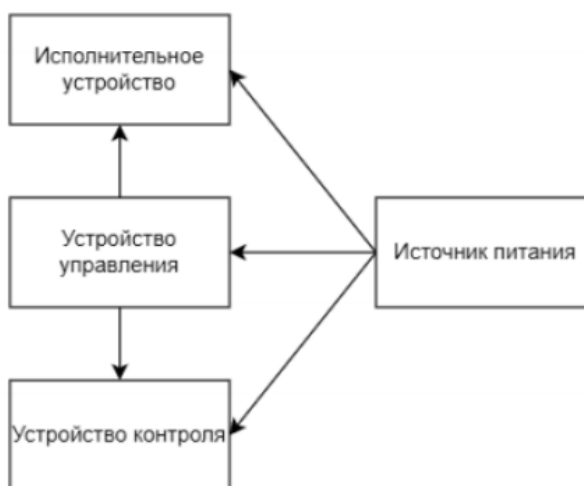 Исполнительное
устройство
Устройство
управления
Источник питания
Устройство контроля